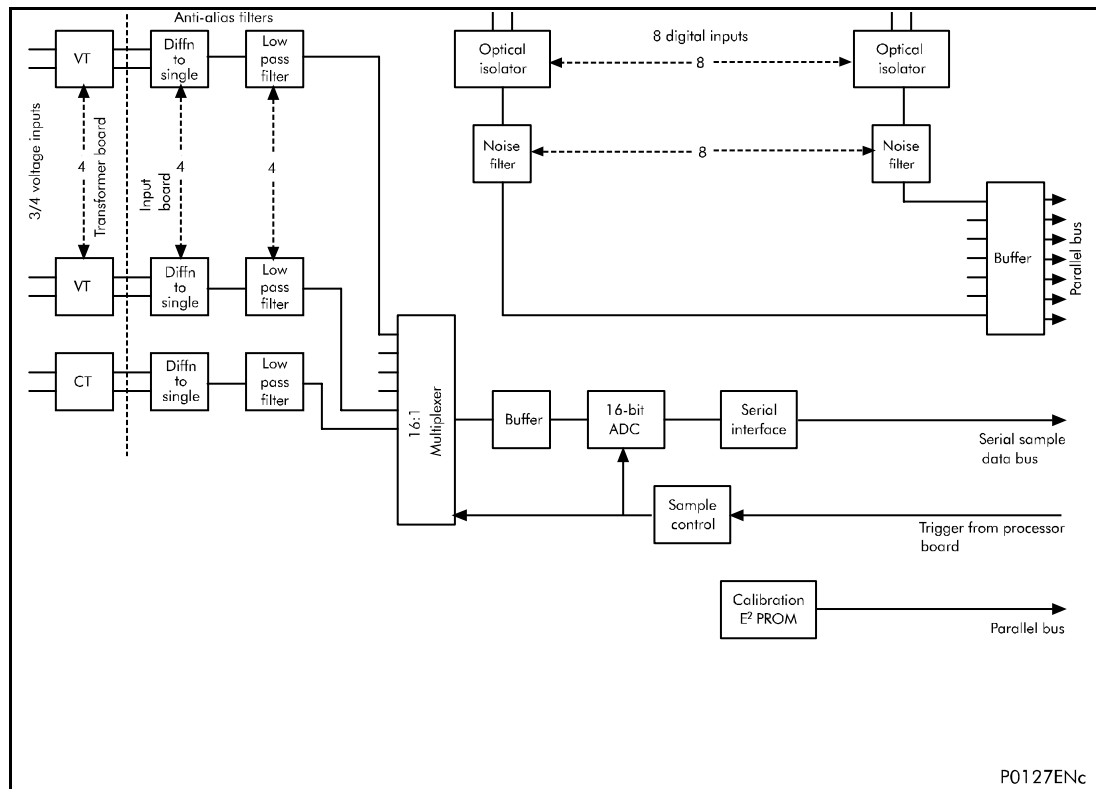 Anti-alias filters
3/4 voltage inputs
VT
4
Transformer board
VT
CT
Input
board
Diffn
to
single
4
Diffn
to
single
Diffn
to
single
Low
pass
filter
4
Low
pass
filter
Low
pass
filter
8 digital inputs
Optical
isolator
8
Optical
isolator
Noise
filter
8
Noise
filter
Buffer
Parallel bus
16:1
Multiplexer
Buffer
16-bit
ADC
Serial
interface
Serial sample
data bus
Sample
control
Trigger from processor
board
Calibration
E² PROM
Parallel bus
P0127ENc